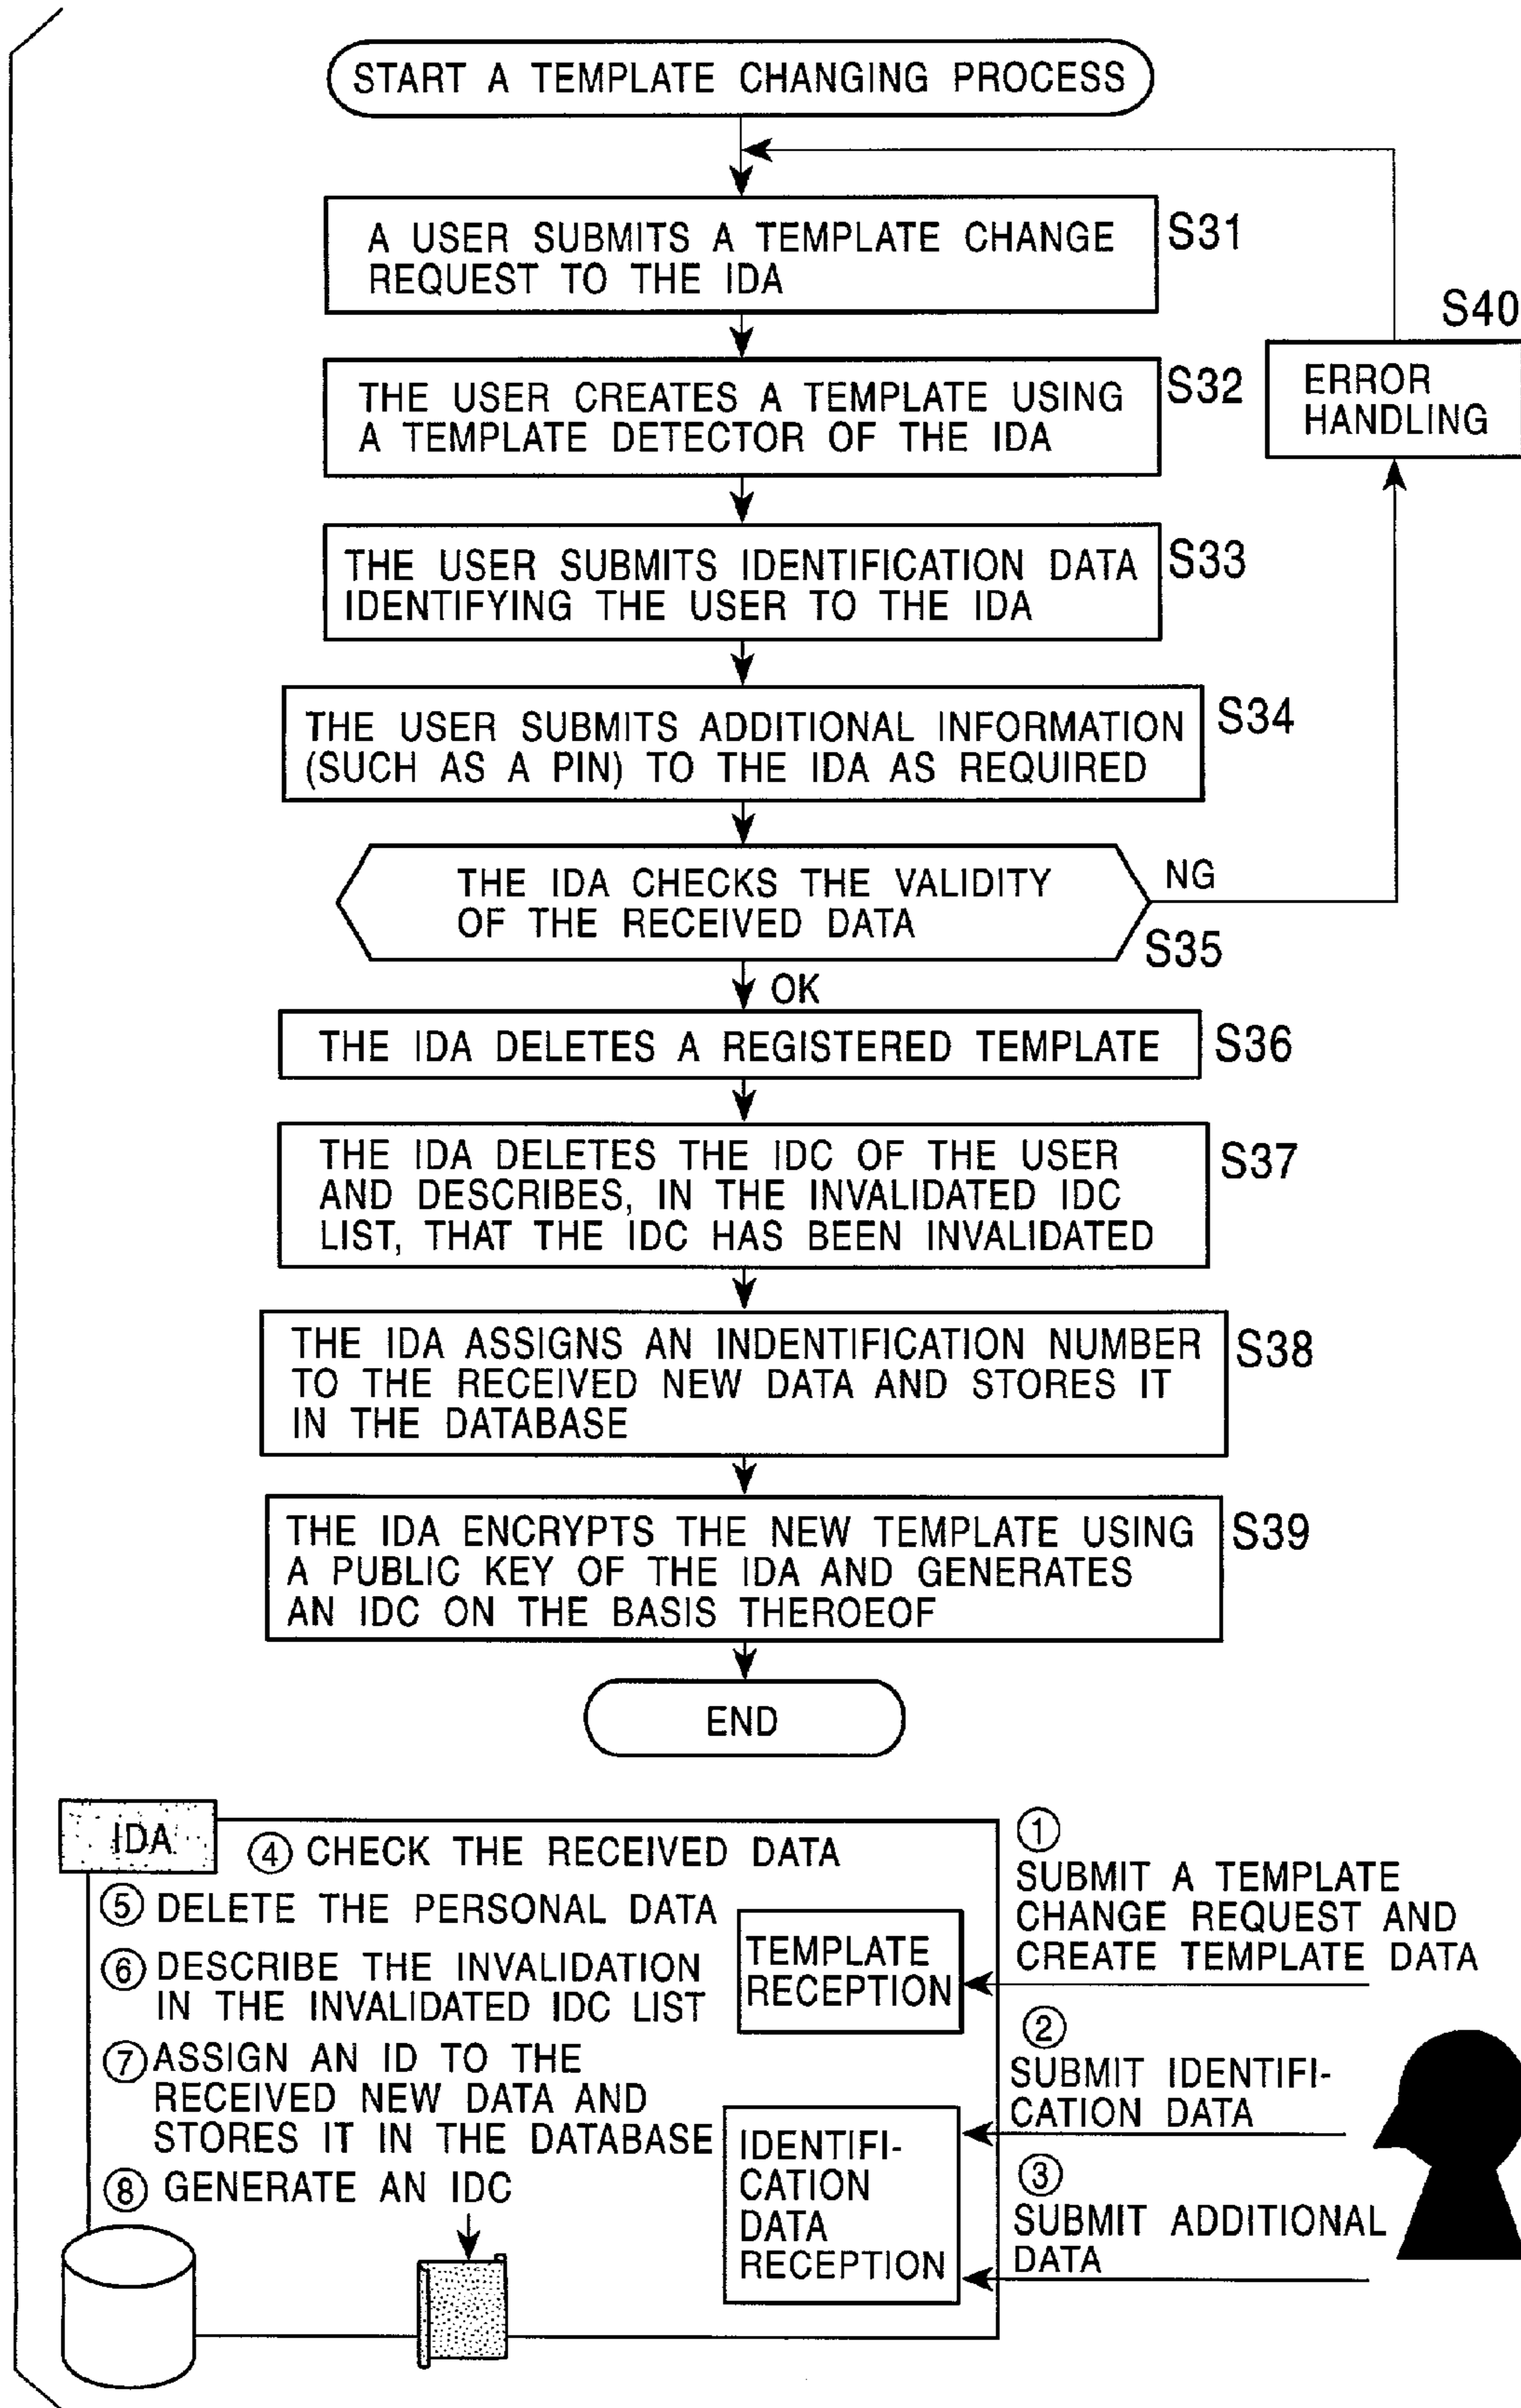 START A TEMPLATE CHANGING PROCESS
A USER SUBMITS A TEMPLATE CHANGE
REQUEST TO THE IDA
S31
S40
ERROR
HANDLING
THE USER CREATES A TEMPLATE USING
A TEMPLATE DETECTOR OF THE IDA
S32
THE USER SUBMITS IDENTIFICATION DATA
IDENTIFYING THE USER TO THE IDA
S33
THE USER SUBMITS ADDITIONAL INFORMATION
(SUCH AS A PIN) TO THE IDA AS REQUIRED
S34
THE IDA CHECKS THE VALIDITY
OF THE RECEIVED DATA
NG
S35
OK
THE IDA DELETES A REGISTERED TEMPLATE
S36
THE IDA DELETES THE IDC OF THE USER
AND DESCRIBES, IN THE INVALIDATED IDC
LIST, THAT THE IDC HAS BEEN INVALIDATED
S37
THE IDA ASSIGNS AN INDENTIFICATION NUMBER
TO THE RECEIVED NEW DATA AND STORES IT
IN THE DATABASE
S38
THE IDA ENCRYPTS THE NEW TEMPLATE USING
A PUBLIC KEY OF THE IDA AND GENERATES
AN IDC ON THE BASIS THEROEOF
S39
END
IDA
④ CHECK THE RECEIVED DATA
⑤ DELETE THE PERSONAL DATA
⑥ DESCRIBE THE INVALIDATION
IN THE INVALIDATED IDC LIST
⑦ ASSIGN AN ID TO THE
RECEIVED NEW DATA AND
STORES IT IN THE DATABASE
⑧ GENERATE AN IDC
TEMPLATE
RECEPTION
IDENTIFI-
CATION
DATA
RECEPTION
①
SUBMIT A TEMPLATE
CHANGE REQUEST AND
CREATE TEMPLATE DATA
②
SUBMIT IDENTIFI-
CATION DATA
③
SUBMIT ADDITIONAL
DATA